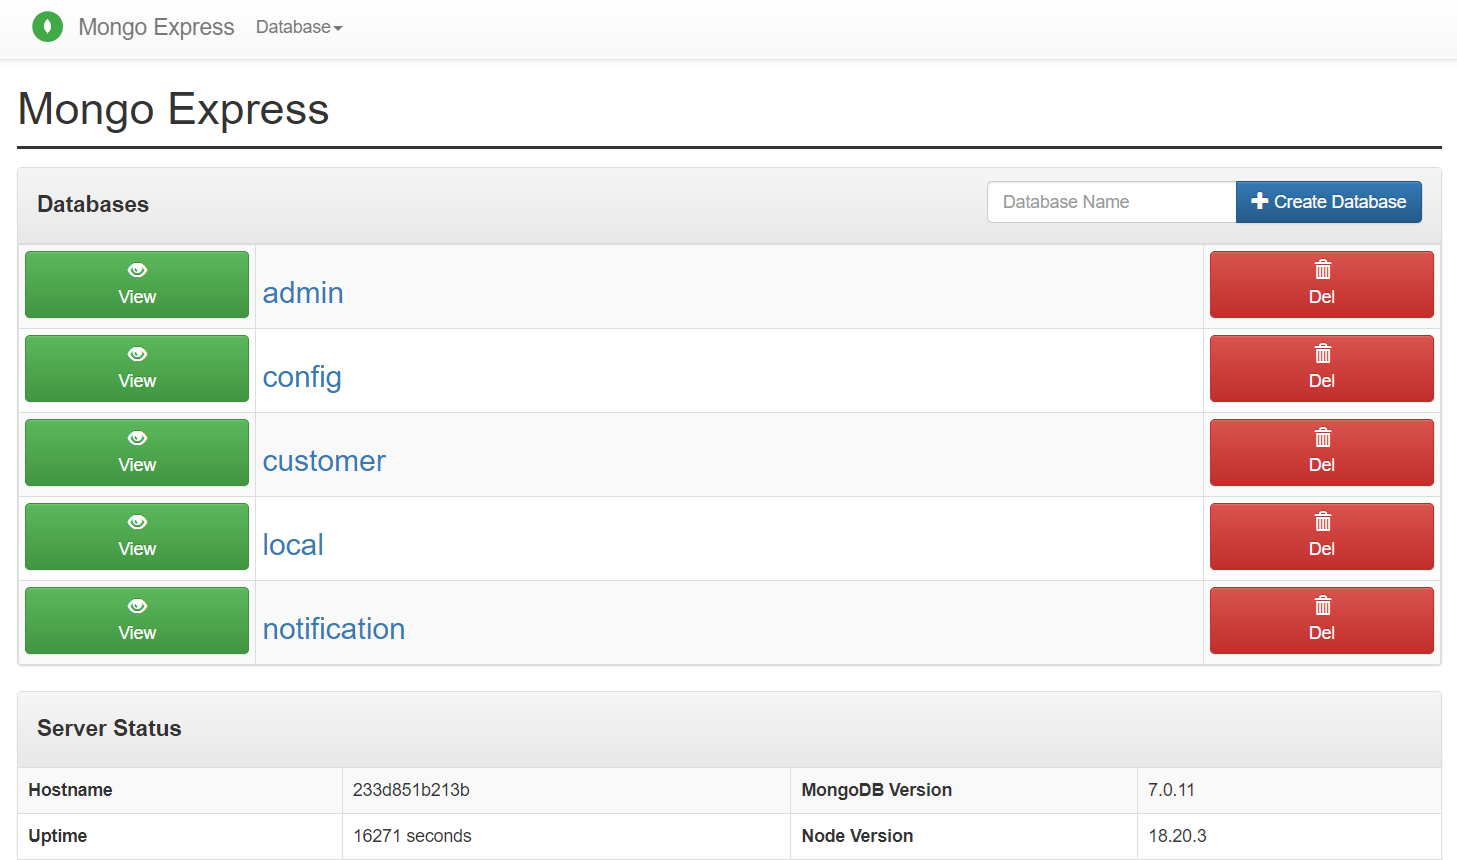 Mongo Express Database
Mongo Express
Databases Database Name Create Database
View admin Del
View config Del
View customer Del
View local Del
View notification Del
Server Status
Hostname 233d851b213b MongoDB Version 7.0.11
Uptime 16271 seconds Node Version 18.20.3